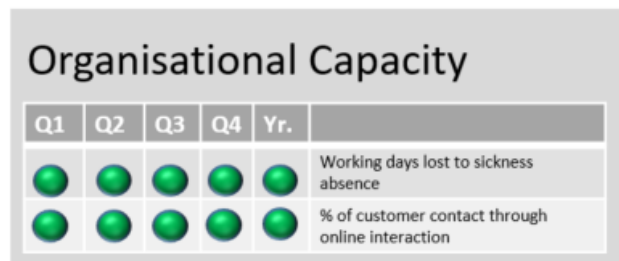 Organisational Capacity
Q1 Q2 Q3 Q4 Yr.
Working days lost to sickness
absence
% of customer contact through
online interaction